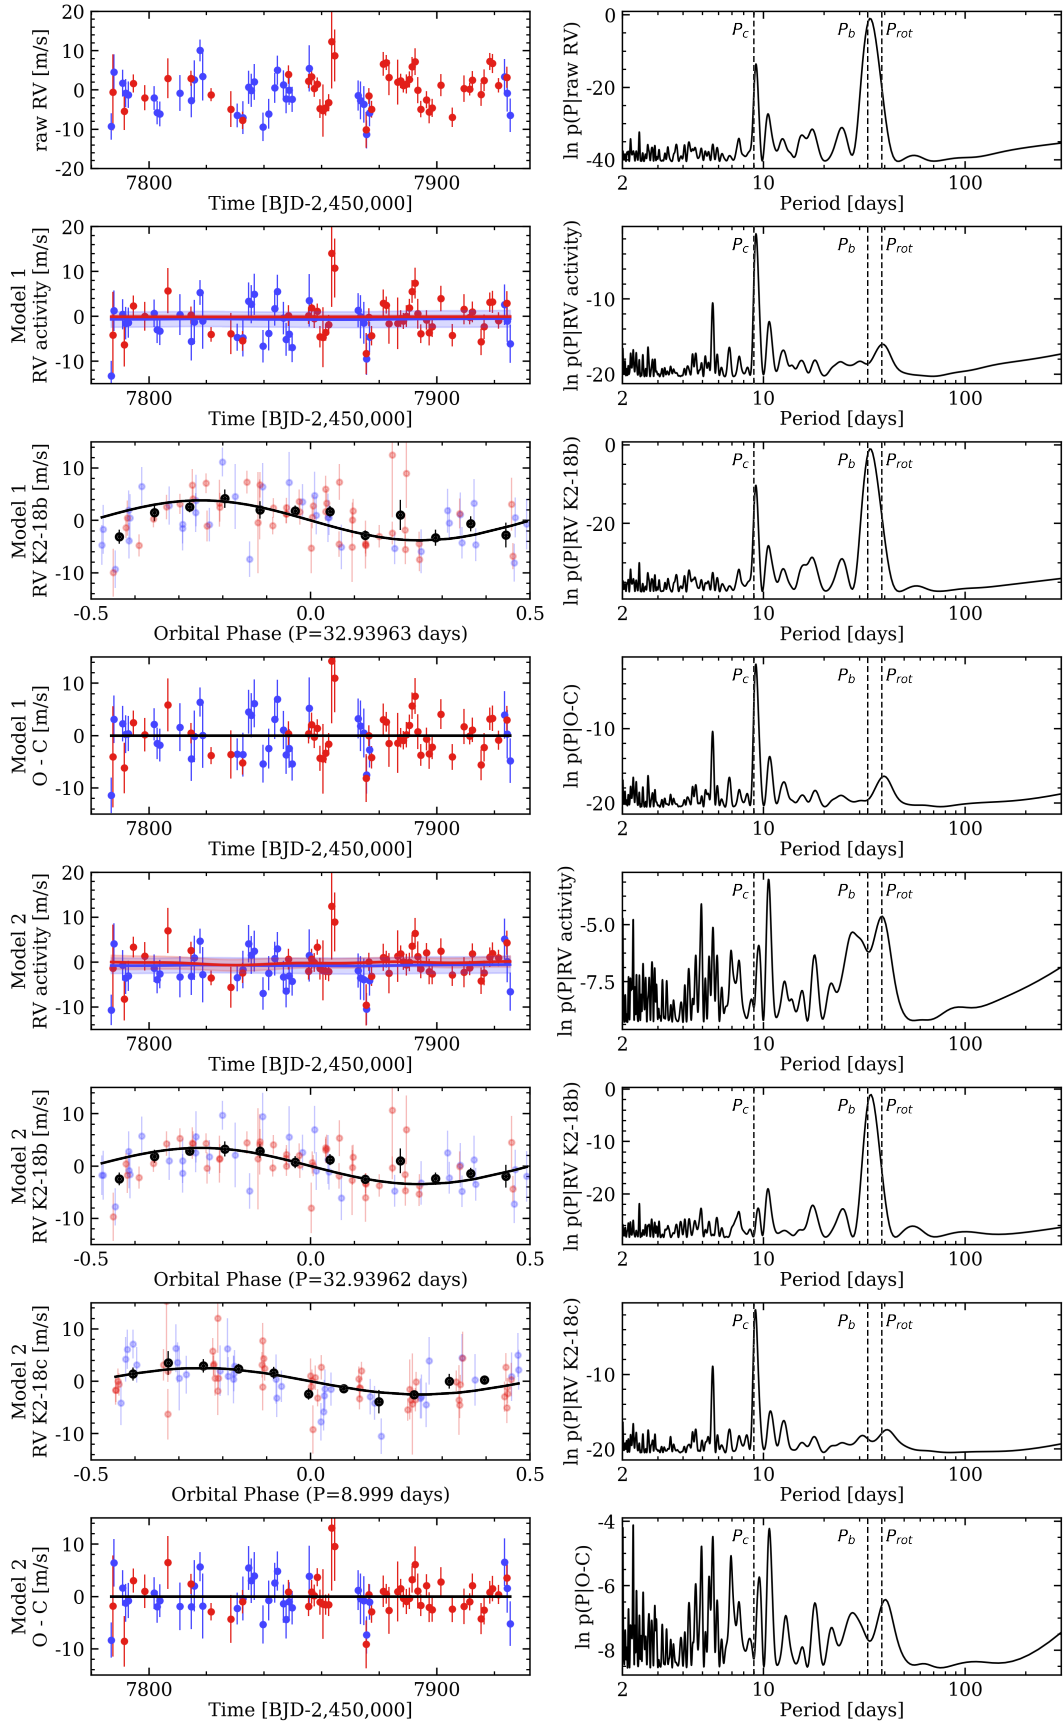 raw RV [m/s]
20
10
0
-10
-20
7800
7900
Time [BJD-2,450,000]
ln p(P|raw RV)
0
-20
-40
P_c
P_b
P_rot
2
10
100
Period [days]
Model 1
RV activity [m/s]
20
10
0
-10
7800
7900
Time [BJD-2,450,000]
ln p(P|RV activity)
-10
-20
P_c
P_b
P_rot
2
10
100
Period [days]
Model 1
RV K2-18b [m/s]
10
0
-10
-0.5
0.0
0.5
Orbital Phase (P=32.93963 days)
ln p(P|RV K2-18b)
0
-20
P_c
P_b
P_rot
2
10
100
Period [days]
Model 1
O - C [m/s]
10
0
-10
7800
7900
Time [BJD-2,450,000]
ln p(P|O-C)
-10
-20
P_c
P_b
P_rot
2
10
100
Period [days]
Model 2
RV activity [m/s]
20
10
0
-10
7800
7900
Time [BJD-2,450,000]
ln p(P|RV activity)
-5.0
-7.5
P_c
P_b
P_rot
2
10
100
Period [days]
Model 2
RV K2-18b [m/s]
10
0
-10
-0.5
0.0
0.5
Orbital Phase (P=32.93962 days)
ln p(P|RV K2-18b)
0
-10
-20
P_c
P_b
P_rot
2
10
100
Period [days]
Model 2
RV K2-18c [m/s]
10
0
-10
-0.5
0.0
0.5
Orbital Phase (P=8.999 days)
ln p(P|RV K2-18c)
-10
-20
P_c
P_b
P_rot
2
10
100
Period [days]
Model 2
O - C [m/s]
10
0
-10
7800
7900
Time [BJD-2,450,000]
ln p(P|O-C)
-4
-6
-8
P_c
P_b
P_rot
2
10
100
Period [days]